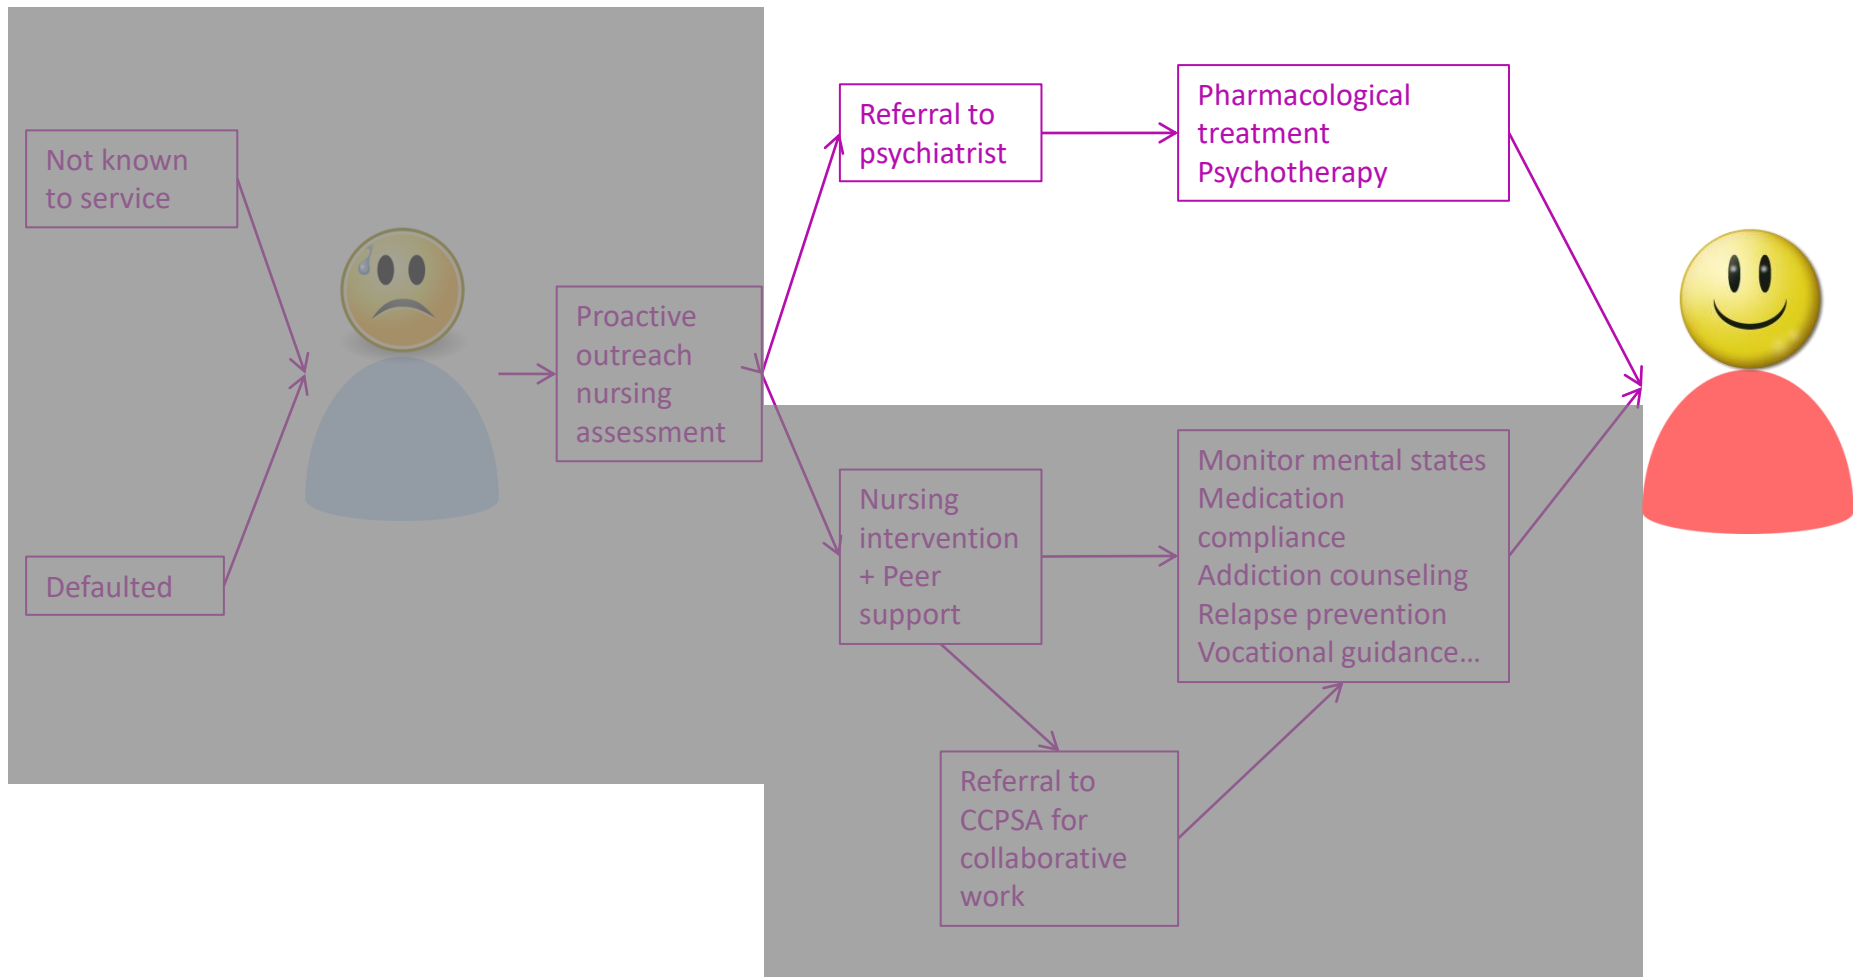 Not known
to service
Defaulted
Proactive
outreach
nursing
assessment
Referral to
psychiatrist
Pharmacological
treatment
Psychotherapy
Nursing
intervention
+ Peer
support
Monitor mental states
Medication
compliance
Addiction counseling
Relapse prevention
Vocational guidance...
Referral to
CCPSA for
collaborative
work